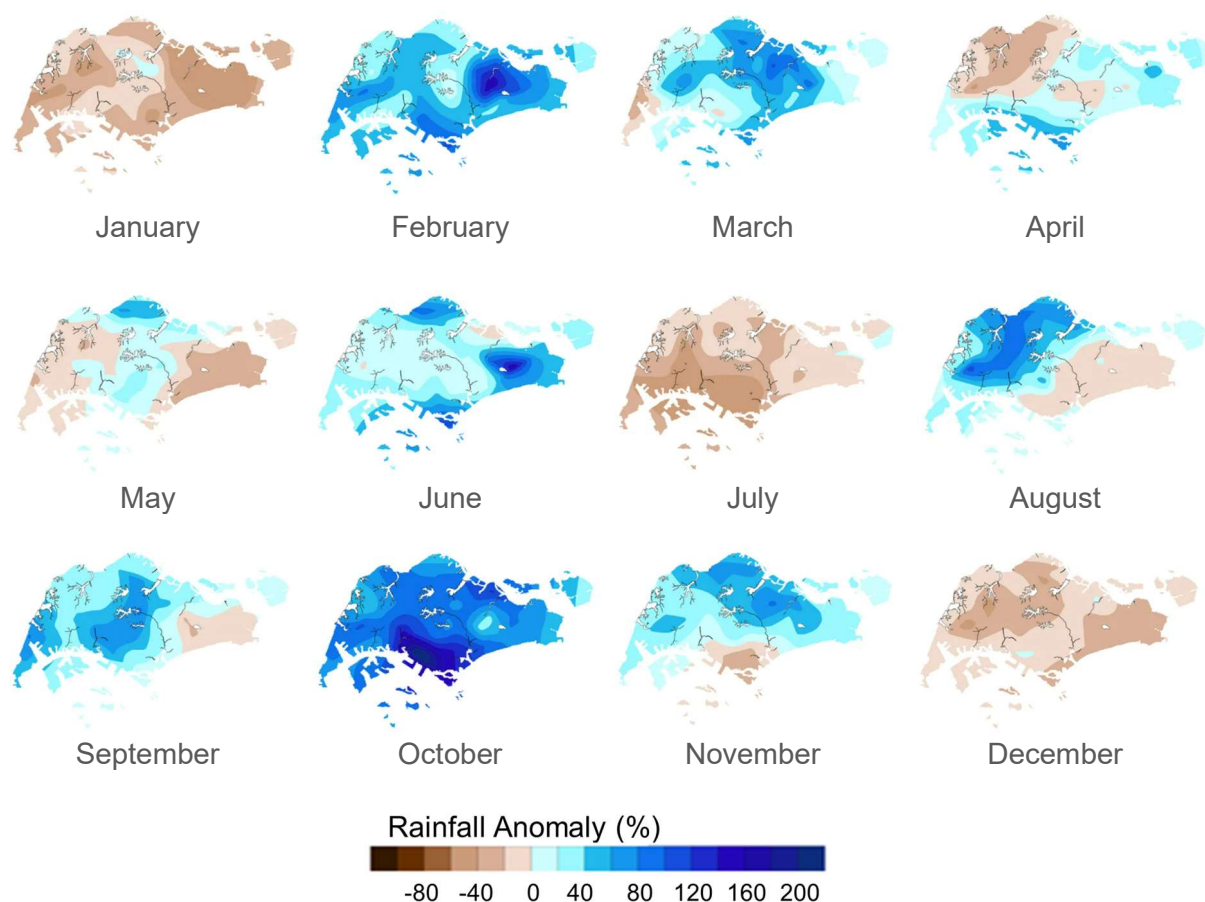 January
February
March
April
May
June
July
August
September
October
November
December
Rainfall Anomaly (%)
-80 -40 0 40 80 120 160 200